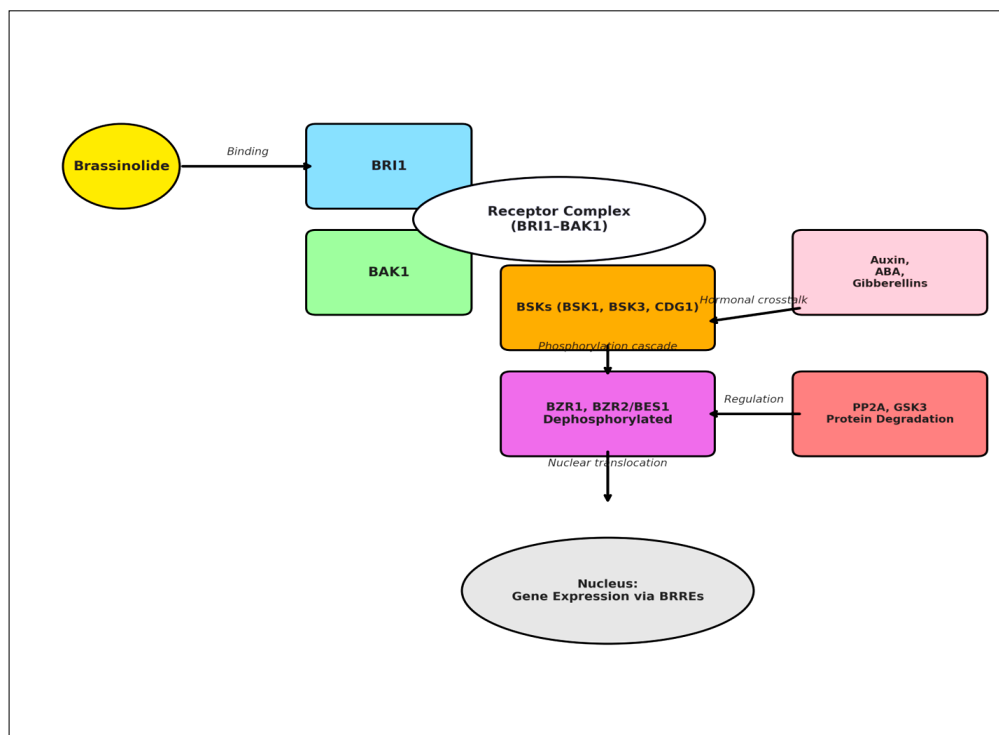 Brassinolide
Binding
BRI1
Receptor Complex
(BRI1–BAK1)
BAK1
Auxin,
ABA,
Gibberellins
BSKs (BSK1, BSK3, CDG1)
Hormonal crosstalk
Phosphorylation cascade
BZR1, BZR2/BES1
Dephosphorylated
Regulation
PP2A, GSK3
Protein Degradation
Nuclear translocation
Nucleus:
Gene Expression via BRREs